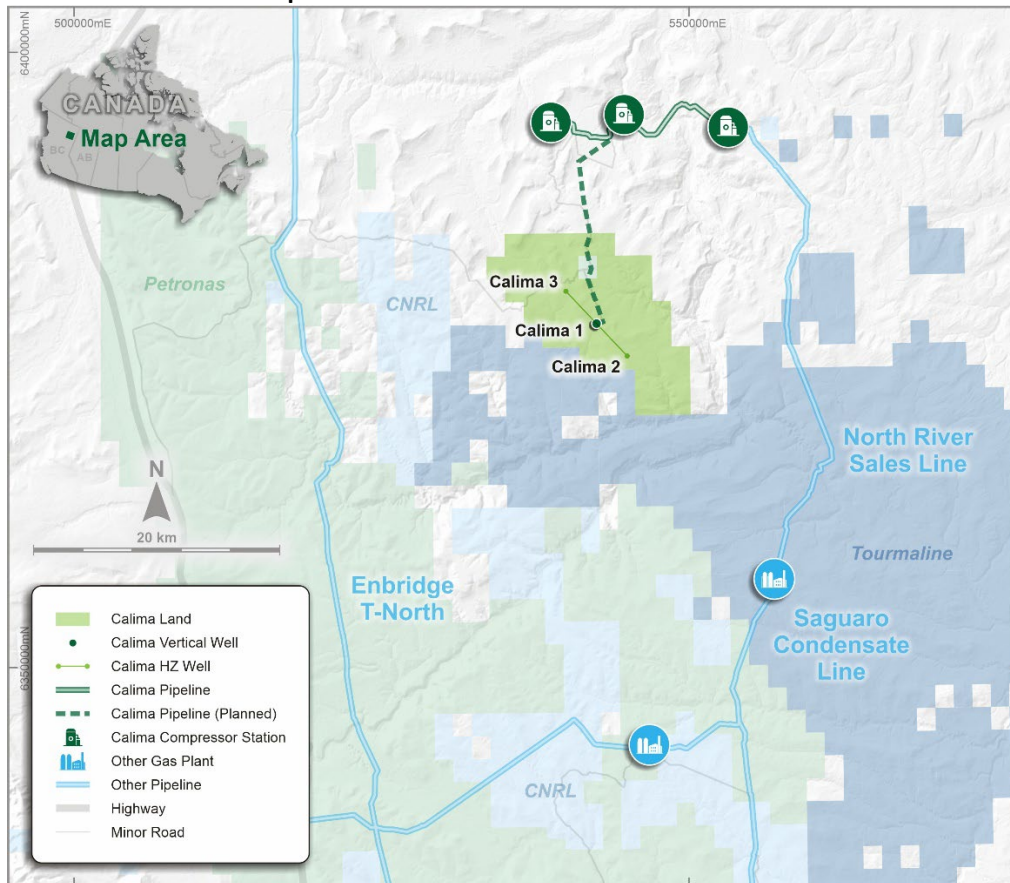 500000mE
550000mE
6400000mN
CANADA
Map Area
BC
AB
Petronas
CNRL
Calima 3
Calima 1
Calima 2
North River
Sales Line
N
20 km
Tourmaline
Enbridge
T-North
Saguaro
Condensate
Line
6350000mN
Calima Land
Calima Vertical Well
Calima HZ Well
Calima Pipeline
Calima Pipeline (Planned)
Calima Compressor Station
Other Gas Plant
Other Pipeline
Highway
Minor Road
CNRL